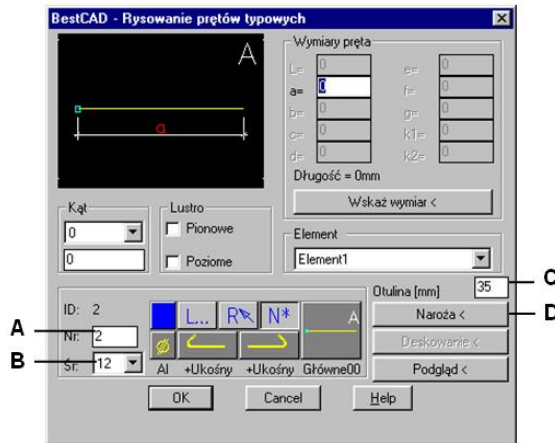 BestCAD - Rysowanie prętów typowych
A
a
Wymiary pręta
L= 0 e= 0
a= 0 f= 0
b= 0 g= 0
c= 0 k1= 0
d= 0 k2= 0
Długość = 0mm
Wskaż wymiar <
Kąt
0
0
Lustro
Pionowe
Poziome
Element
Element1
Otulina [mm] 35
C
Naroża <
D
Deskowanie <
Podgląd <
ID: 2
A
Nr: 2
B
Śr: 12
L... R N* A
Al +Ukośny +Ukośny Główne00
OK Cancel Help